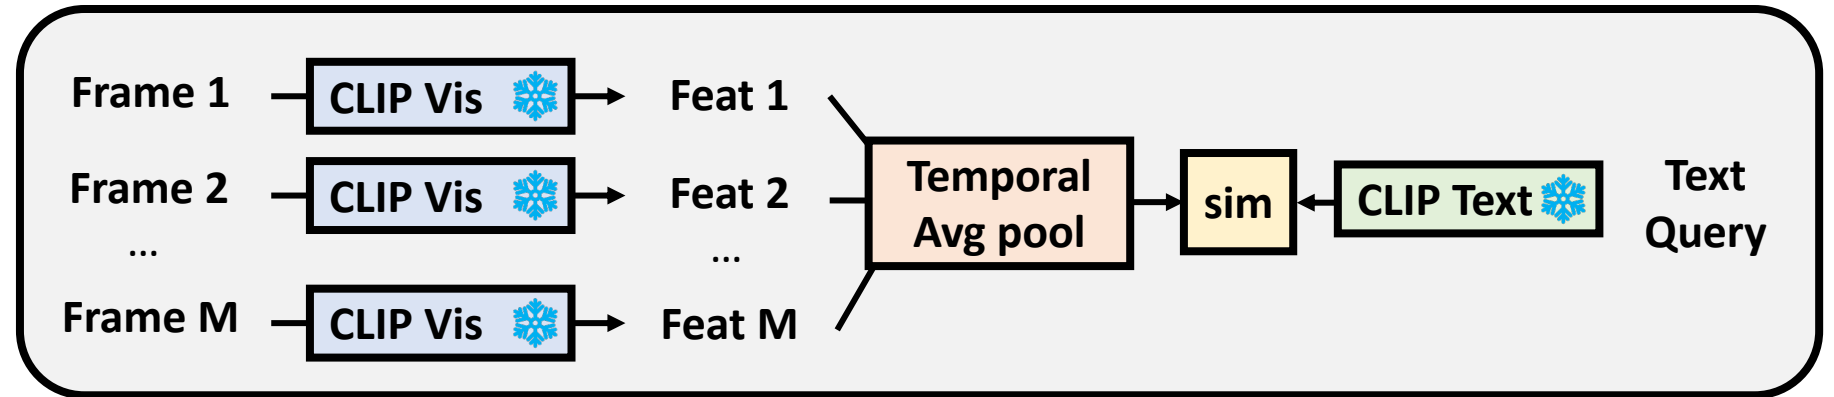 Frame 1
CLIP Vis
Feat 1
Frame 2
CLIP Vis
Feat 2
...
...
Frame M
CLIP Vis
Feat M
Temporal
Avg pool
sim
CLIP Text
Text
Query